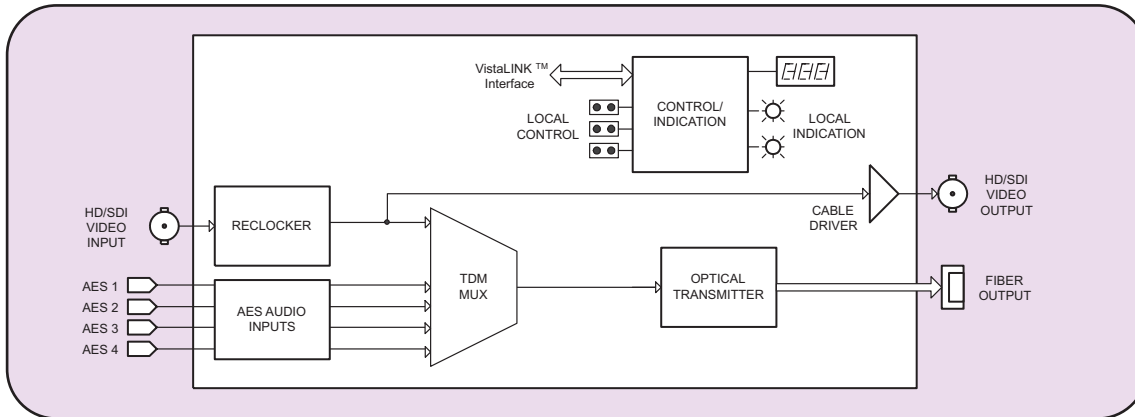 VistaLINK ™
Interface
LOCAL
CONTROL
CONTROL/
INDICATION
LOCAL
INDICATION
HD/SDI
VIDEO
INPUT
RECLOCKER
CABLE
DRIVER
HD/SDI
VIDEO
OUTPUT
AES 1
AES 2
AES 3
AES 4
AES AUDIO
INPUTS
TDM
MUX
OPTICAL
TRANSMITTER
FIBER
OUTPUT